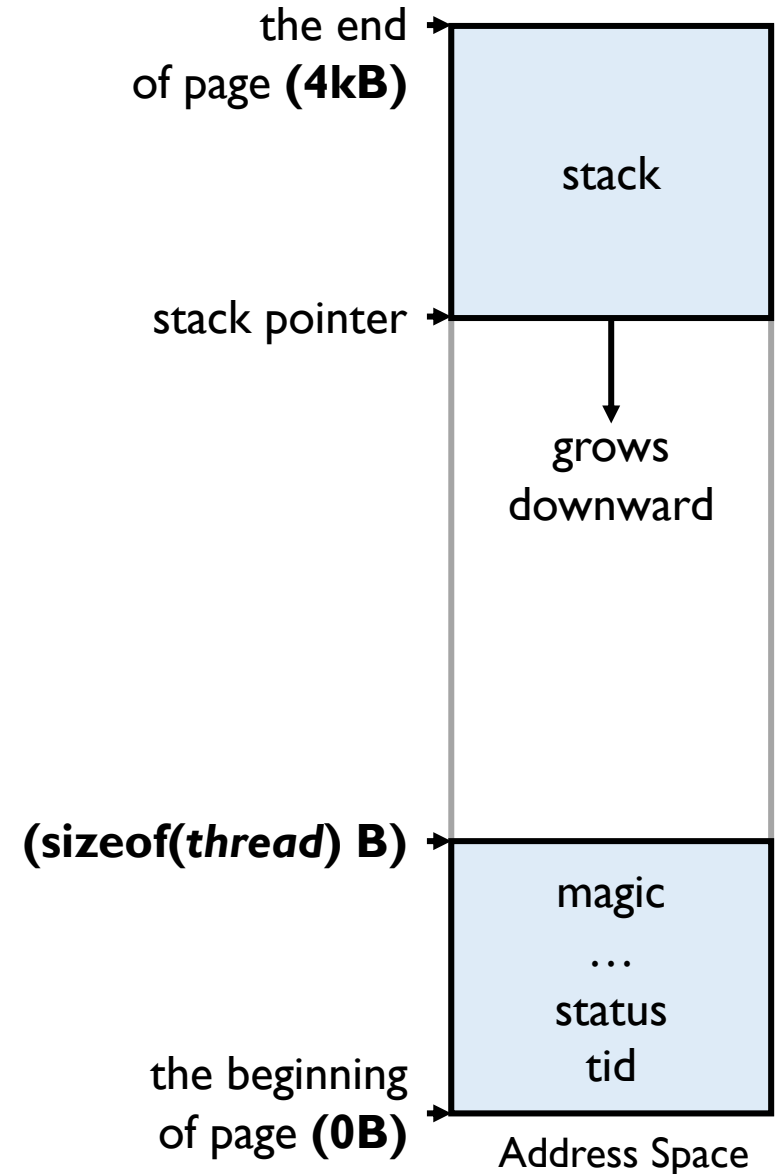 the end
of page (4kB)
stack
stack pointer
grows
downward
(sizeof(thread) B)
magic
…
status
tid
the beginning
of page (0B)
Address Space